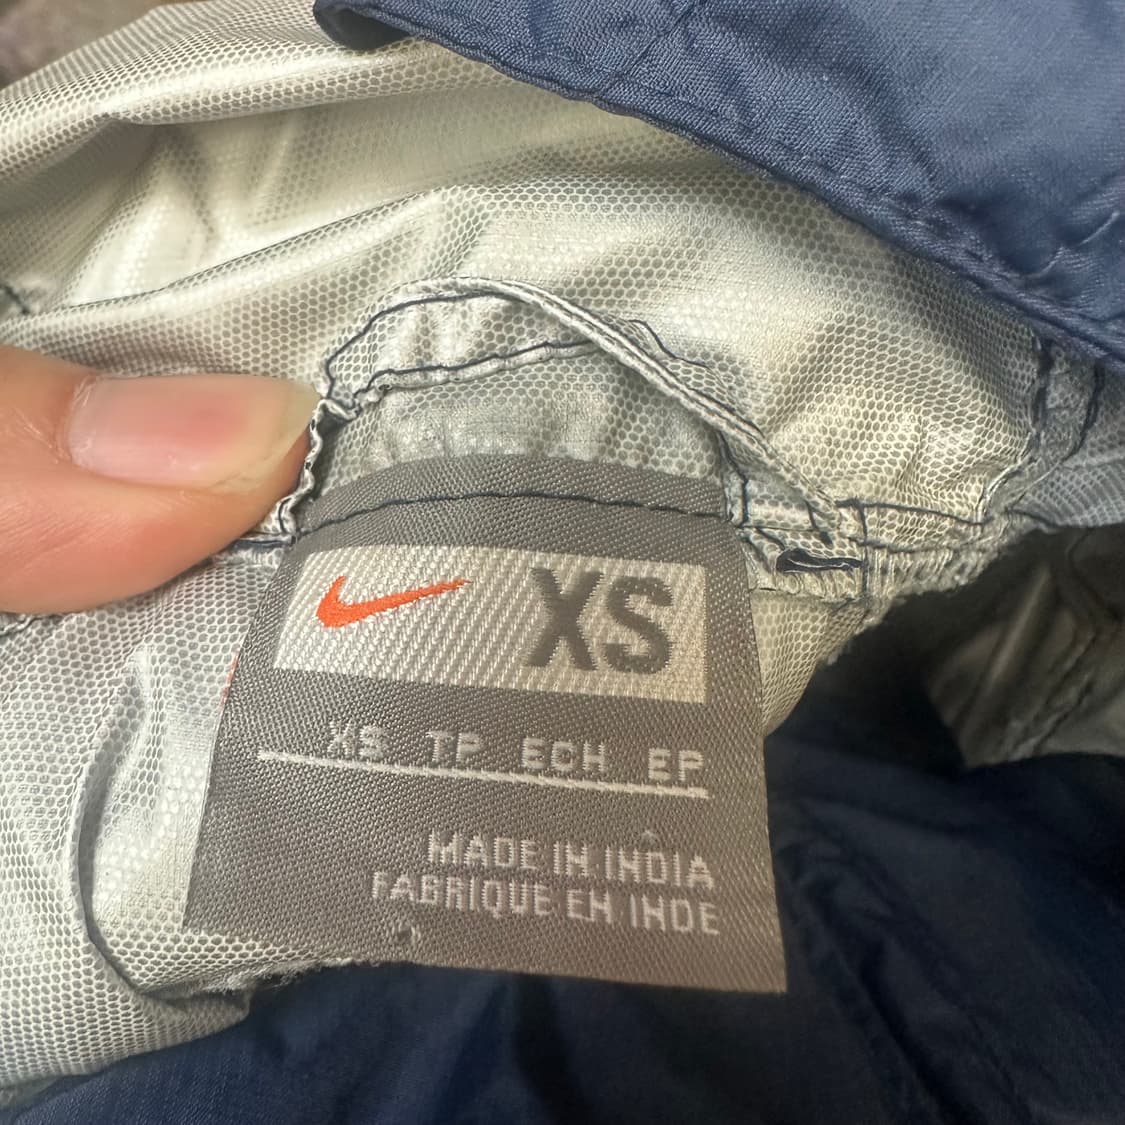 XS
XS TP ECH EP
MADE IN INDIA
FABRIQUE EN INDE